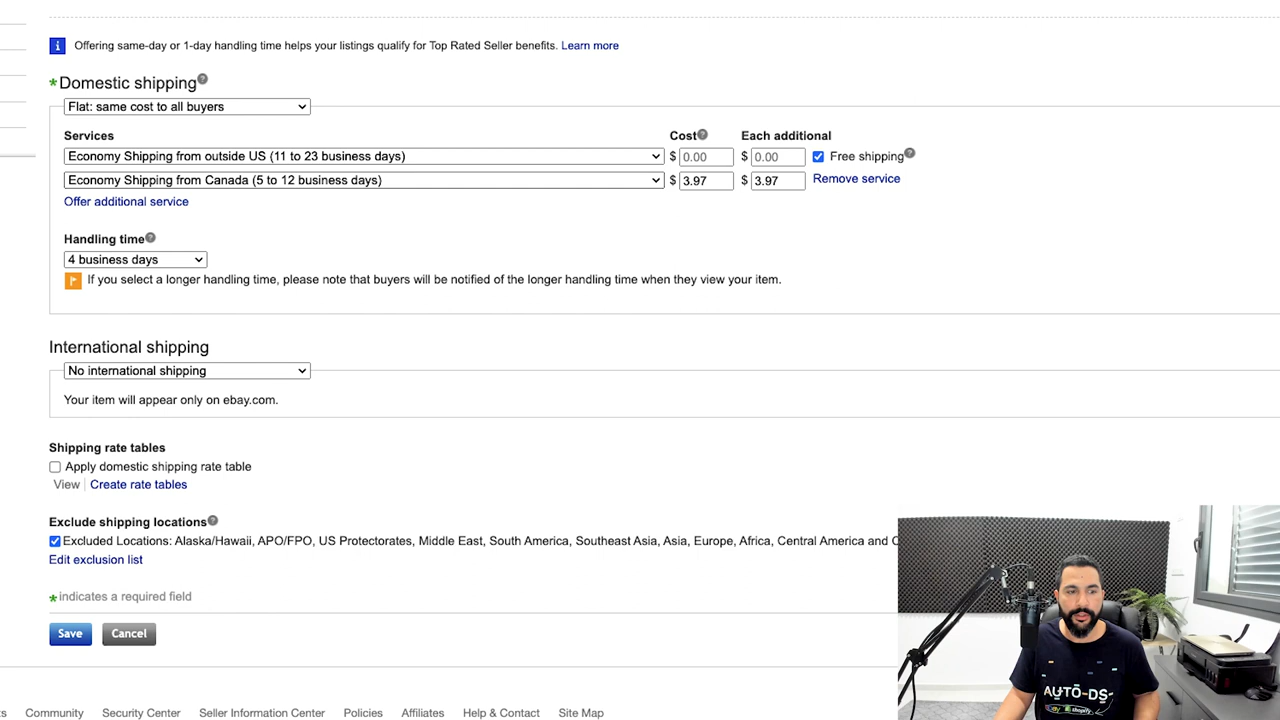 Offering same-day or 1-day handling time helps your listings qualify for Top Rated Seller benefits. Learn more
*Domestic shipping
Flat: same cost to all buyers
Services Cost Each additional
Economy Shipping from outside US (11 to 23 business days) $ 0.00 $ 0.00 Free shipping
Economy Shipping from Canada (5 to 12 business days) $ 3.97 $ 3.97 Remove service
Offer additional service
Handling time
4 business days
If you select a longer handling time, please note that buyers will be notified of the longer handling time when they view your item.
International shipping
No international shipping
Your item will appear only on ebay.com.
Shipping rate tables
Apply domestic shipping rate table
View | Create rate tables
Exclude shipping locations
Excluded Locations: Alaska/Hawaii, APO/FPO, US Protectorates, Middle East, South America, Southeast Asia, Asia, Europe, Africa, Central America and
Edit exclusion list
*indicates a required field
Save Cancel
AUTO-DS
shopify
Community Security Center Seller Information Center Policies Affiliates Help & Contact Site Map